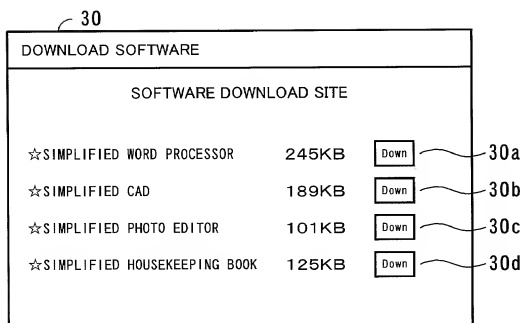 30
DOWNLOAD SOFTWARE
SOFTWARE DOWNLOAD SITE
☆SIMPLIFIED WORD PROCESSOR 245KB Down 30a
☆SIMPLIFIED CAD 189KB Down 30b
☆SIMPLIFIED PHOTO EDITOR 101KB Down 30c
☆SIMPLIFIED HOUSEKEEPING BOOK 125KB Down 30d